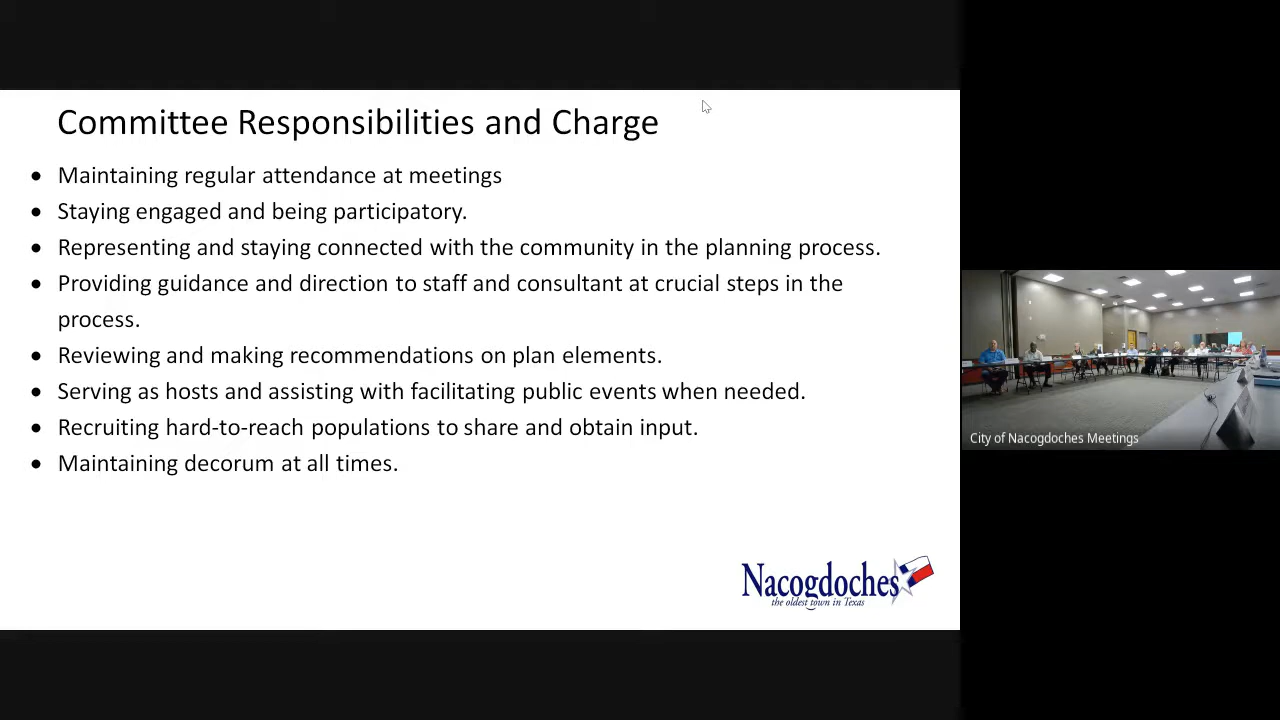 Committee Responsibilities and Charge
• Maintaining regular attendance at meetings
• Staying engaged and being participatory.
• Representing and staying connected with the community in the planning process.
• Providing guidance and direction to staff and consultant at crucial steps in the
process.
• Reviewing and making recommendations on plan elements.
• Serving as hosts and assisting with facilitating public events when needed.
• Recruiting hard-to-reach populations to share and obtain input.
• Maintaining decorum at all times.
Nacogdoches
the oldest town in Texas
City of Nacogdoches Meetings